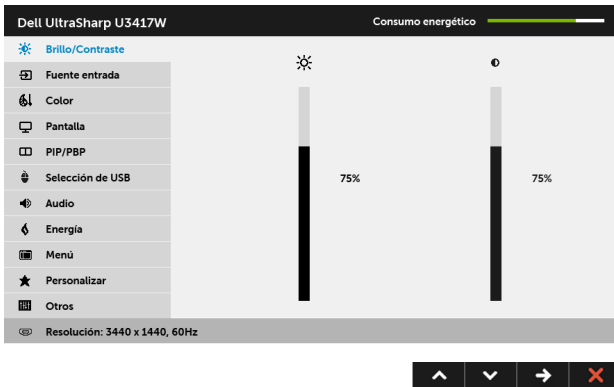 Dell UltraSharp U3417W
Consumo energético
Brillo/Contraste
Fuente entrada
Color
Pantalla
PIP/PBP
Selección de USB
Audio
Energía
Menú
Personalizar
Otros
75%
75%
Resolución: 3440 x 1440, 60Hz